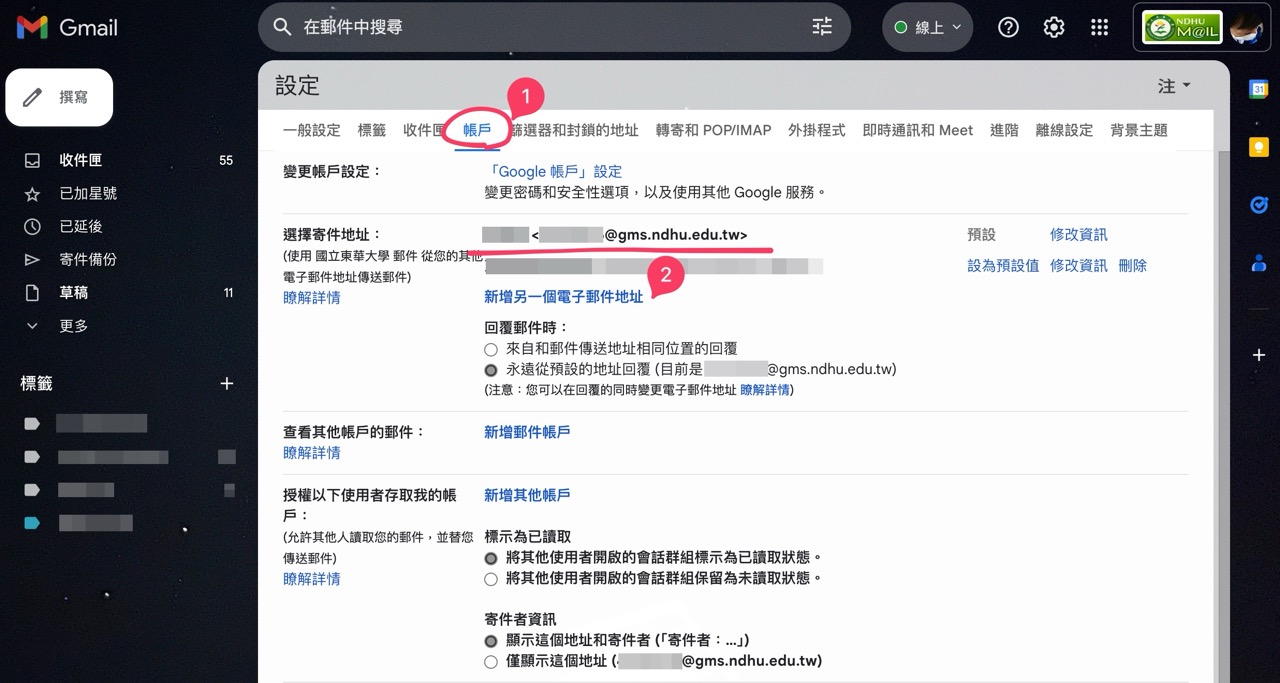 Gmail
在郵件中搜尋
線上
NDHU
M@IL
撰寫
設定
注
31
1
一般設定 標籤 收件匣 帳戶 篩選器和封鎖的地址 轉寄和 POP/IMAP 外掛程式 即時通訊和 Meet 進階 離線設定 背景主題
收件匣 55
已加星號
已延後
寄件備份
草稿 11
更多
標籤
變更帳戶設定：
「Google 帳戶」設定
變更密碼和安全性選項，以及使用其他 Google 服務。
選擇寄件地址：
(使用 國立東華大學 郵件 從您的其他
電子郵件地址傳送郵件)
瞭解詳情
<@gms.ndhu.edu.tw>
預設 修改資訊
設為預設值 修改資訊 刪除
2
新增另一個電子郵件地址
回覆郵件時：
來自和郵件傳送地址相同位置的回覆
永遠從預設的地址回覆 (目前是 @gms.ndhu.edu.tw)
(注意：您可以在回覆的同時變更電子郵件地址 瞭解詳情)
查看其他帳戶的郵件：
瞭解詳情
新增郵件帳戶
授權以下使用者存取我的帳
戶：
(允許其他人讀取您的郵件，並替您
傳送郵件)
瞭解詳情
新增其他帳戶
標示為已讀取
將其他使用者開啟的會話群組標示為已讀取狀態。
將其他使用者開啟的會話群組保留為未讀取狀態。
寄件者資訊
顯示這個地址和寄件者 (「寄件者：...」)
僅顯示這個地址 (@gms.ndhu.edu.tw)